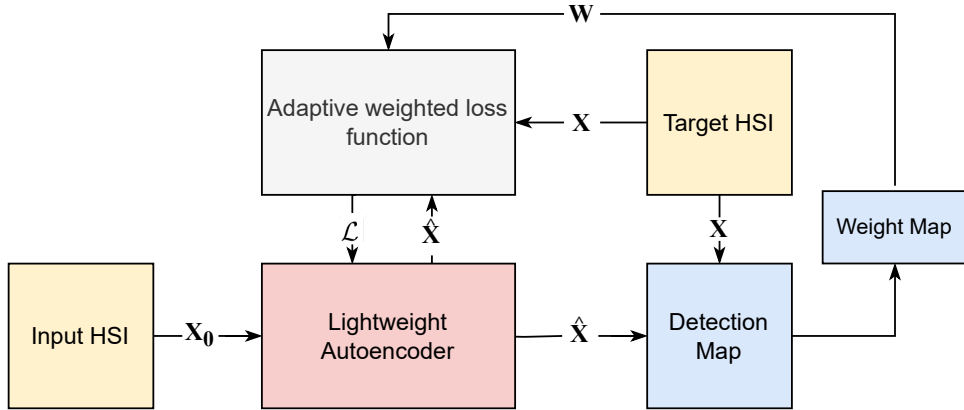 W
Adaptive weighted loss
function
X
Target HSI
ℒ
X̂
X
Weight Map
Input HSI
X₀
Lightweight
Autoencoder
X̂
Detection
Map